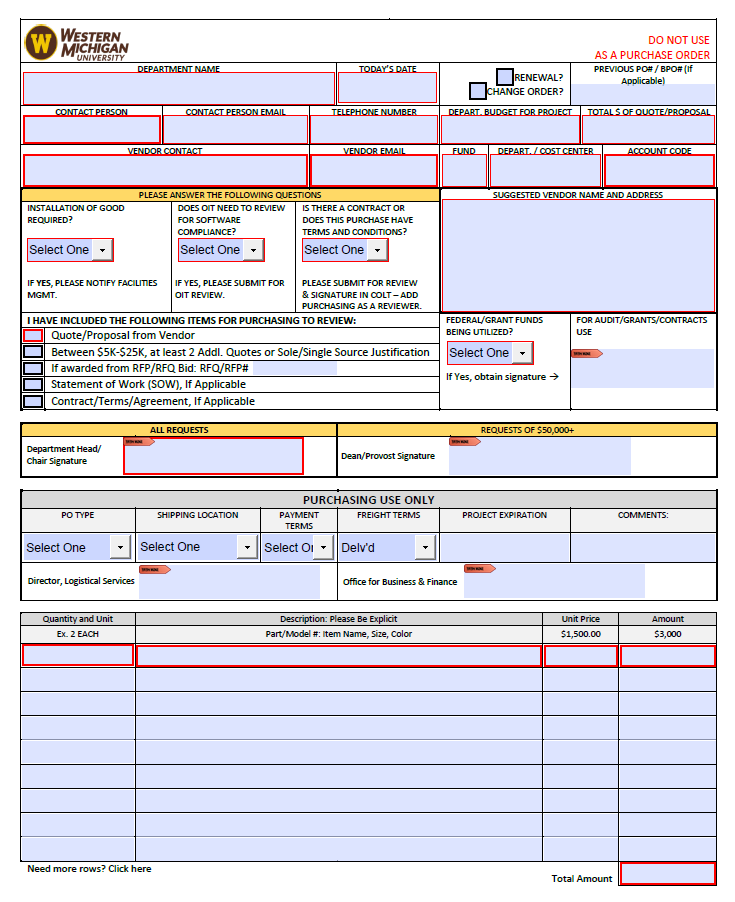 WESTERN
MICHIGAN
UNIVERSITY
DO NOT USE
AS A PURCHASE ORDER
DEPARTMENT NAME
TODAY'S DATE
RENEWAL?
CHANGE ORDER?
PREVIOUS PO# / BPO# (If
Applicable)
CONTACT PERSON
CONTACT PERSON EMAIL
TELEPHONE NUMBER
DEPART. BUDGET FOR PROJECT
TOTAL $ OF QUOTE/PROPOSAL
VENDOR CONTACT
VENDOR EMAIL
FUND
DEPART. / COST CENTER
ACCOUNT CODE
PLEASE ANSWER THE FOLLOWING QUESTIONS
SUGGESTED VENDOR NAME AND ADDRESS
INSTALLATION OF GOOD
REQUIRED?
Select One
IF YES, PLEASE NOTIFY FACILITIES
MGMT.
DOES OIT NEED TO REVIEW
FOR SOFTWARE
COMPLIANCE?
Select One
IF YES, PLEASE SUBMIT FOR
OIT REVIEW.
IS THERE A CONTRACT OR
DOES THIS PURCHASE HAVE
TERMS AND CONDITIONS?
Select One
PLEASE SUBMIT FOR REVIEW
& SIGNATURE IN COLT – ADD
PURCHASING AS A REVIEWER.
I HAVE INCLUDED THE FOLLOWING ITEMS FOR PURCHASING TO REVIEW:
Quote/Proposal from Vendor
Between $5K-$25K, at least 2 Addl. Quotes or Sole/Single Source Justification
If awarded from RFP/RFQ Bid: RFQ/RFP#
Statement of Work (SOW), If Applicable
Contract/Terms/Agreement, If Applicable
FEDERAL/GRANT FUNDS
BEING UTILIZED?
Select One
If Yes, obtain signature →
FOR AUDIT/GRANTS/CONTRACTS
USE
ALL REQUESTS
REQUESTS OF $50,000+
Department Head/
Chair Signature
Dean/Provost Signature
PURCHASING USE ONLY
PO TYPE
SHIPPING LOCATION
PAYMENT
TERMS
FREIGHT TERMS
PROJECT EXPIRATION
COMMENTS:
Select One
Select One
Select O
Delv'd
Director, Logistical Services
Office for Business & Finance
Quantity and Unit
Description: Please Be Explicit
Unit Price
Amount
Ex. 2 EACH
Part/Model #: Item Name, Size, Color
$1,500.00
$3,000
Need more rows? Click here
Total Amount